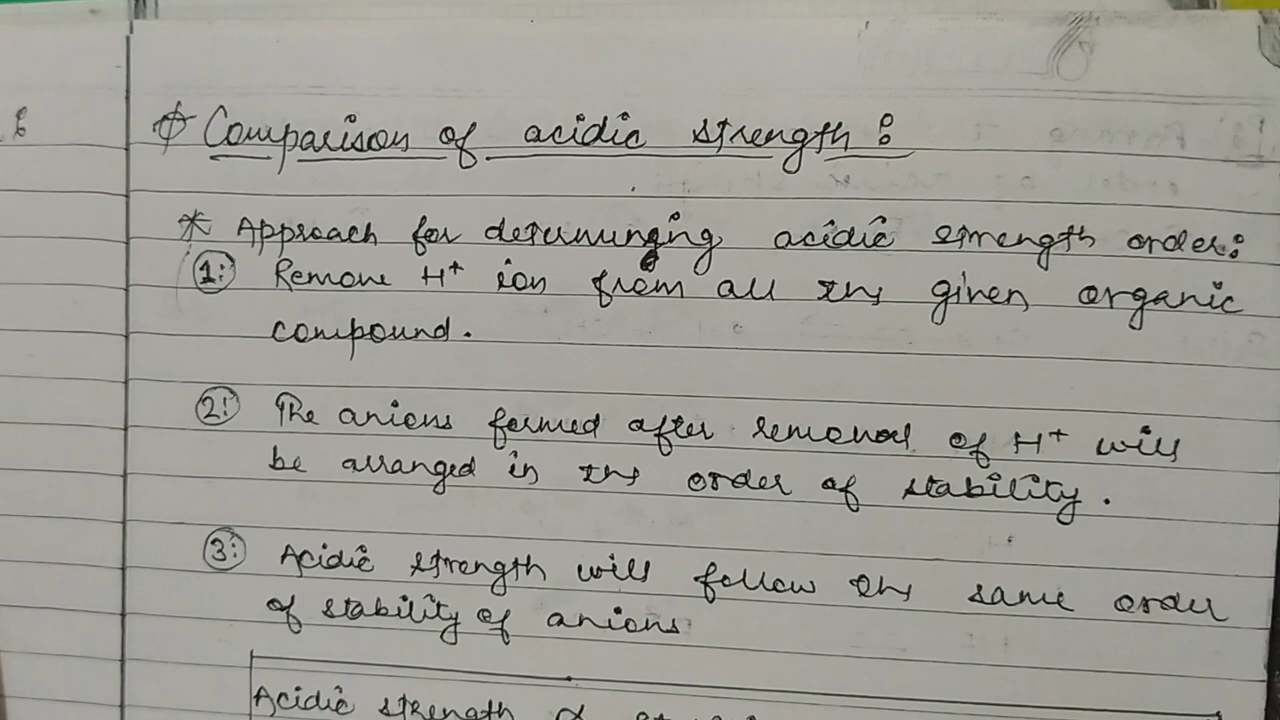 Comparison of acidic strength :
* Approach for determining acidic strength order:
1: Remove H+ ion from all the given organic
compound.
2: The anions formed after removal of H+ will
be arranged in the order of stability.
3: Acidic strength will follow the same order
of stability of anions
Acidic strength ∝